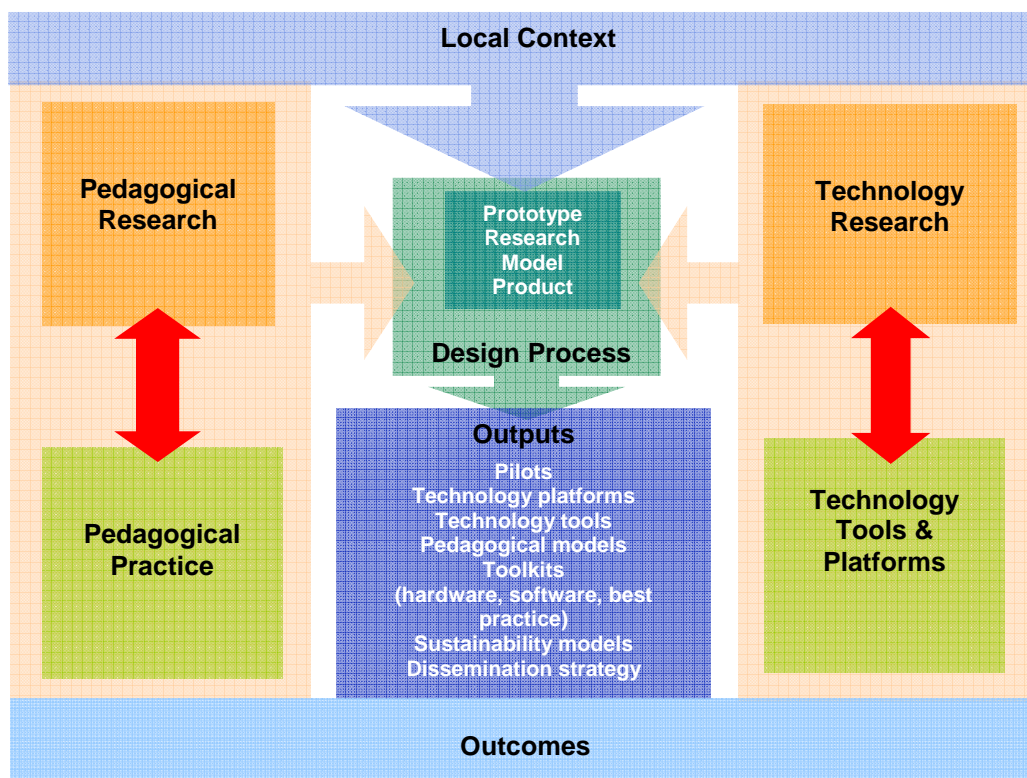 Local Context
Pedagogical
Research
Pedagogical
Practice
Prototype
Research
Model
Product
Design Process
Outputs
Pilots
Technology platforms
Technology tools
Pedagogical models
Toolkits
(hardware, software, best
practice)
Sustainability models
Dissemination strategy
Technology
Research
Technology
Tools &
Platforms
Outcomes